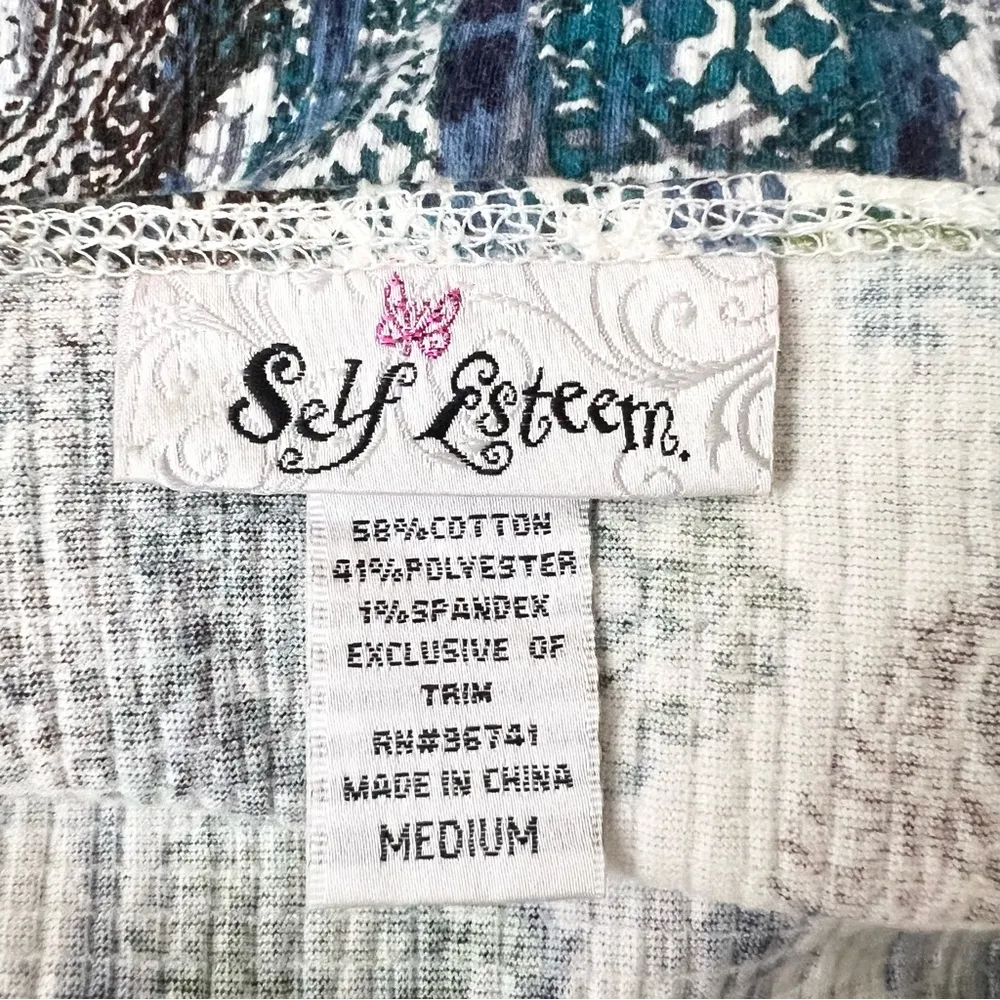 Self Esteem.
58%COTTON
41%POLYESTER
1%SPANDEX
EXCLUSIVE OF
TRIM
RN#36741
MADE IN CHINA
MEDIUM